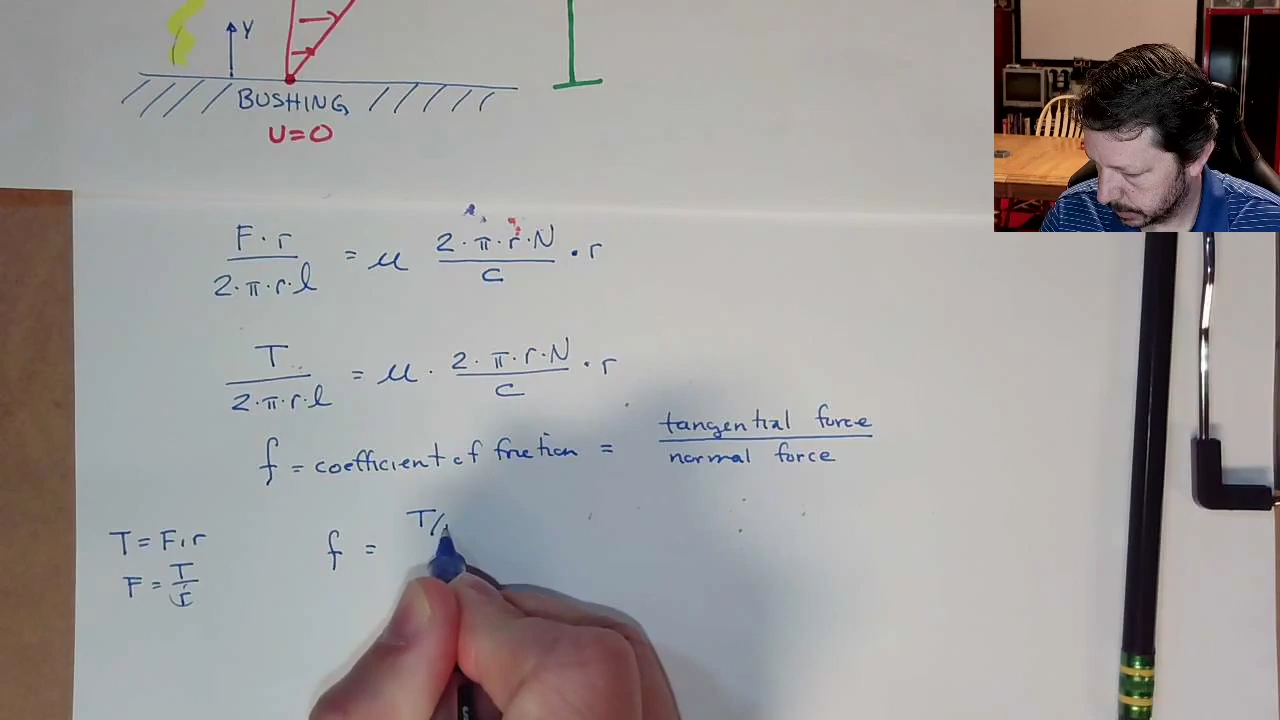 Y
BUSHING
U=0
F·r / 2·π·r·l = μ 2·π·r·N / c · r
T / 2·π·r·l = μ · 2·π·r·N / c · r
f = coefficient of friction = tangential force / normal force
T = F·r
f = T/
F = T/r